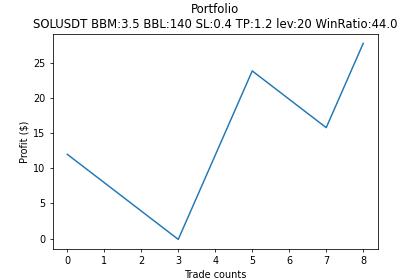 Portfolio
SOLUSDT BBM:3.5 BBL:140 SL:0.4 TP:1.2 lev:20 WinRatio:44.0
25
20
15
10
5
0
Profit ($)
0 1 2 3 4 5 6 7 8
Trade counts